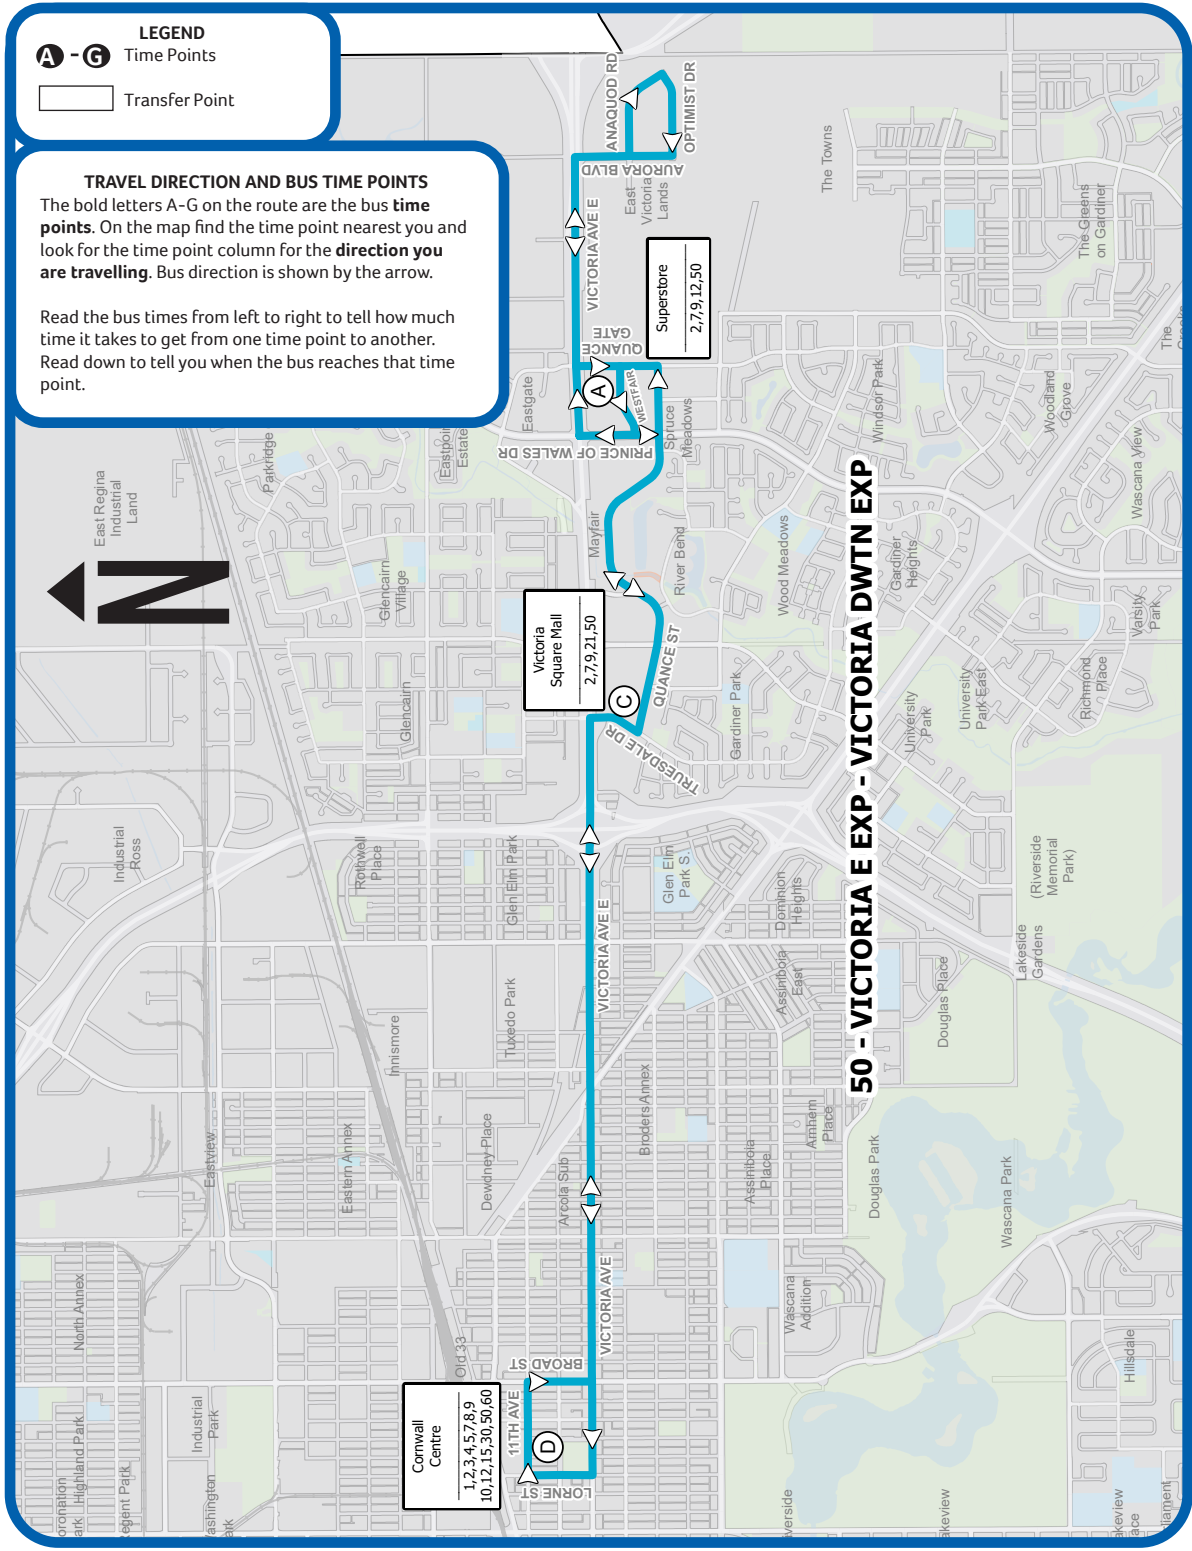 LEGEND
A - G Time Points
Transfer Point
TRAVEL DIRECTION AND BUS TIME POINTS
The bold letters A-G on the route are the bus time
points. On the map find the time point nearest you and
look for the time point column for the direction you
are travelling. Bus direction is shown by the arrow.
Read the bus times from left to right to tell how much
time it takes to get from one time point to another.
Read down to tell you when the bus reaches that time
point.
N
50 - VICTORIA E EXP - VICTORIA DWTN EXP
Cornwall
Centre
1,2,3,4,5,7,8,9
10,12,15,30,50,60
Victoria
Square Mall
2,7,9,21,50
Superstore
2,7,9,12,50
A
C
D
ANAQUOD RD
OPTIMIST DR
AURORA BLVD
VICTORIA AVE E
QUANCE
GATE
WESTFAIR
PRINCE OF WALES DR
QUANCE ST
TRUESDALE DR
VICTORIA AVE E
VICTORIA AVE
BROAD ST
11TH AVE
LORNE ST
East
Victoria
Lands
The Towns
The Greens
on Gardiner
The
Eastgate
Spruce
Meadows
Windsor Park
Woodland
Grove
Wascana View
Parkridge
East Regina
Industrial
Land
Mayfair
River Bend
Wood Meadows
Gardiner
Heights
Varsity
Park
Glencairn
Village
Glencairn
Gardiner Park
University
Park
University
Park East
Richmond
Place
Industrial
Ross
Rothwell
Place
Glen Elm Park
Glen Elm
Park S.
Dominion
Heights
(Riverside
Memorial
Park)
Lakeside
Gardens
Assiniboia
East
Douglas Place
Tuxedo Park
Innismore
Broders Annex
Arnhem
Place
Assiniboia
Place
Douglas Park
Wascana Park
Eastview
Eastern Annex
Dewdney Place
Arcola Sub
Wascana
Addition
North Annex
Old 33
Hillsdale
Industrial
Park
Highland Park